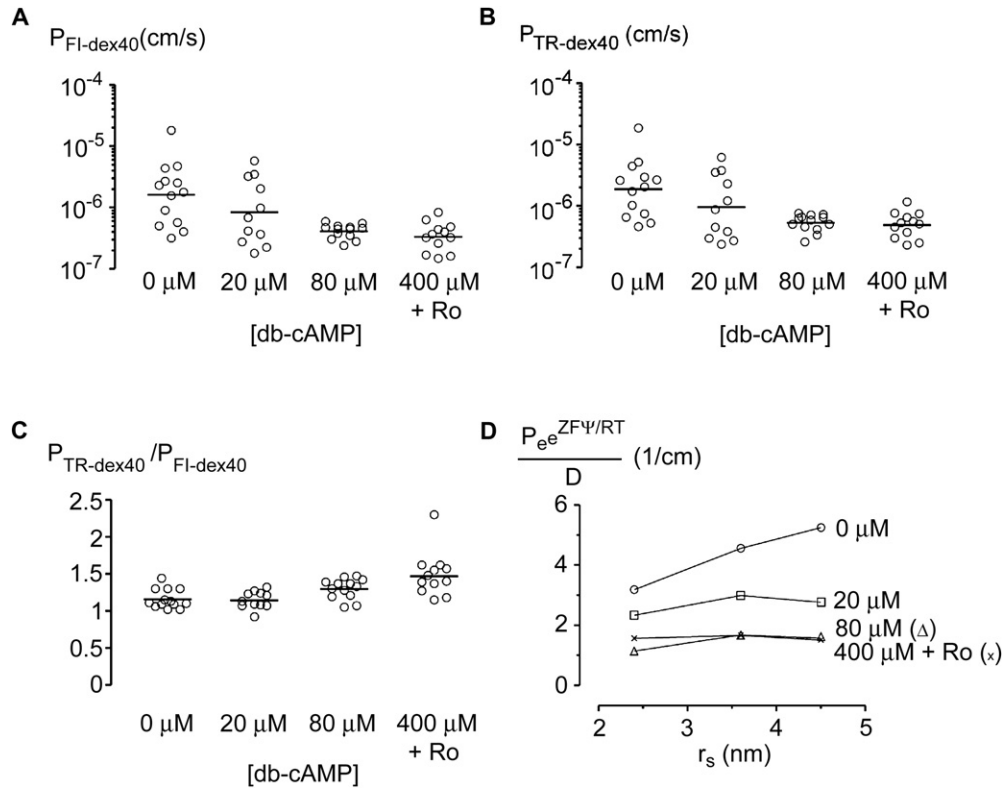 A
P_FI-dex40(cm/s)
10^-4
10^-5
10^-6
10^-7
0 μM 20 μM 80 μM 400 μM
+ Ro
[db-cAMP]
B
P_TR-dex40 (cm/s)
10^-4
10^-5
10^-6
10^-7
0 μM 20 μM 80 μM 400 μM
+ Ro
[db-cAMP]
C
P_TR-dex40 /P_FI-dex40
2.5
2
1.5
1
0.5
0
0 μM 20 μM 80 μM 400 μM
+ Ro
[db-cAMP]
D
P_e e^ZFΨ/RT
(1/cm)
D
6
4
2
0
0 μM
20 μM
80 μM (Δ)
400 μM + Ro (x)
2 3 4 5
r_s (nm)